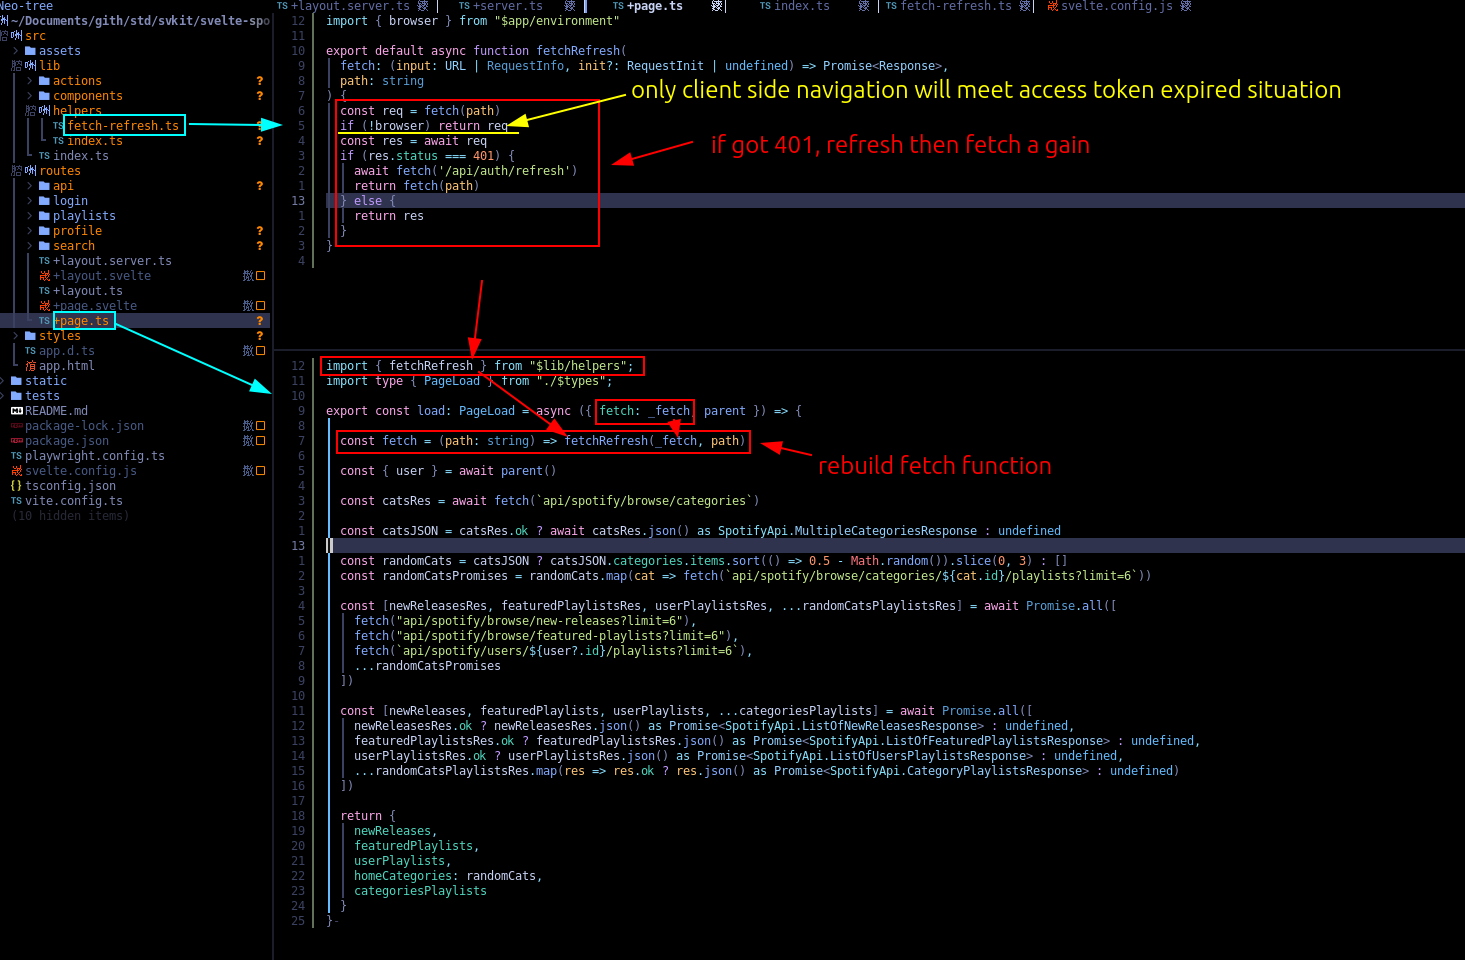 Neo-tree
~/Documents/gith/std/svkit/svelte-spo
src
assets
lib
actions ?
components ?
helpers
TS fetch-refresh.ts ?
TS index.ts ?
TS index.ts
routes
api ?
login
playlists
profile ?
search ?
TS +layout.server.ts
+layout.svelte
TS +layout.ts
+page.svelte
TS +page.ts ?
styles ?
TS app.d.ts
app.html
static
tests
README.md
package-lock.json
package.json
TS playwright.config.ts
svelte.config.js
{} tsconfig.json
TS vite.config.ts
(10 hidden items)
TS +layout.server.ts TS +server.ts TS +page.ts TS index.ts TS fetch-refresh.ts svelte.config.js
12 import { browser } from "$app/environment"
11
10 export default async function fetchRefresh(
9 fetch: (input: URL | RequestInfo, init?: RequestInit | undefined) => Promise<Response>,
8 path: string
7 ) {
6 const req = fetch(path)
5 if (!browser) return req
4 const res = await req
3 if (res.status === 401) {
2 await fetch('/api/auth/refresh')
1 return fetch(path)
13 } else {
1 return res
2 }
3 }
4
only client side navigation will meet access token expired situation
if got 401, refresh then fetch a gain
12 import { fetchRefresh } from "$lib/helpers";
11 import type { PageLoad } from "./$types";
10
9 export const load: PageLoad = async ({ fetch: _fetch, parent }) => {
8
7 const fetch = (path: string) => fetchRefresh(_fetch, path)
6
5 const { user } = await parent()
4
3 const catsRes = await fetch(`api/spotify/browse/categories`)
2
1 const catsJSON = catsRes.ok ? await catsRes.json() as SpotifyApi.MultipleCategoriesResponse : undefined
13
1 const randomCats = catsJSON ? catsJSON.categories.items.sort(() => 0.5 - Math.random()).slice(0, 3) : []
2 const randomCatsPromises = randomCats.map(cat => fetch(`api/spotify/browse/categories/${cat.id}/playlists?limit=6`))
3
4 const [newReleasesRes, featuredPlaylistsRes, userPlaylistsRes, ...randomCatsPlaylistsRes] = await Promise.all([
5 fetch("api/spotify/browse/new-releases?limit=6"),
6 fetch("api/spotify/browse/featured-playlists?limit=6"),
7 fetch(`api/spotify/users/${user?.id}/playlists?limit=6`),
8 ...randomCatsPromises
9 ])
10
11 const [newReleases, featuredPlaylists, userPlaylists, ...categoriesPlaylists] = await Promise.all([
12 newReleasesRes.ok ? newReleasesRes.json() as Promise<SpotifyApi.ListOfNewReleasesResponse> : undefined,
13 featuredPlaylistsRes.ok ? featuredPlaylistsRes.json() as Promise<SpotifyApi.ListOfFeaturedPlaylistsResponse> : undefined,
14 userPlaylistsRes.ok ? userPlaylistsRes.json() as Promise<SpotifyApi.ListOfUsersPlaylistsResponse> : undefined,
15 ...randomCatsPlaylistsRes.map(res => res.ok ? res.json() as Promise<SpotifyApi.CategoryPlaylistsResponse> : undefined)
16 ])
17
18 return {
19 newReleases,
20 featuredPlaylists,
21 userPlaylists,
22 homeCategories: randomCats,
23 categoriesPlaylists
24 }
25 }-
rebuild fetch function